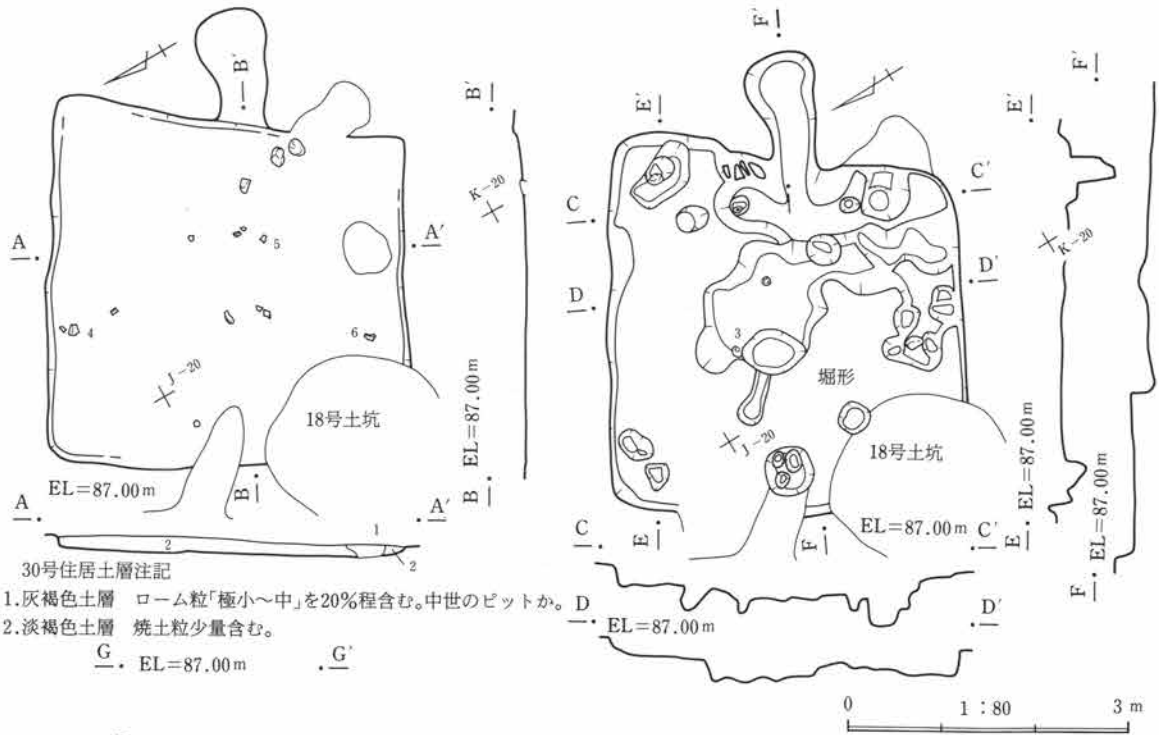 B′
A
A′
4
5
6
J-20
18号土坑
B
EL=87.00m
B′
K-20
B EL=87.00m
A
A′
1
2
2
30号住居土層注記
1.灰褐色土層 ローム粒「極小~中」を20%程含む。中世のピットか。
2.淡褐色土層 焼土粒少量含む。
G EL=87.00m G′
F′
E′
C
C′
D
D′
3
堀形
J-20
18号土坑
E
F
EL=87.00m
C
C′
D
EL=87.00m
D′
E′
K-20
E EL=87.00m
F′
F EL=87.00m
0 1:80 3m